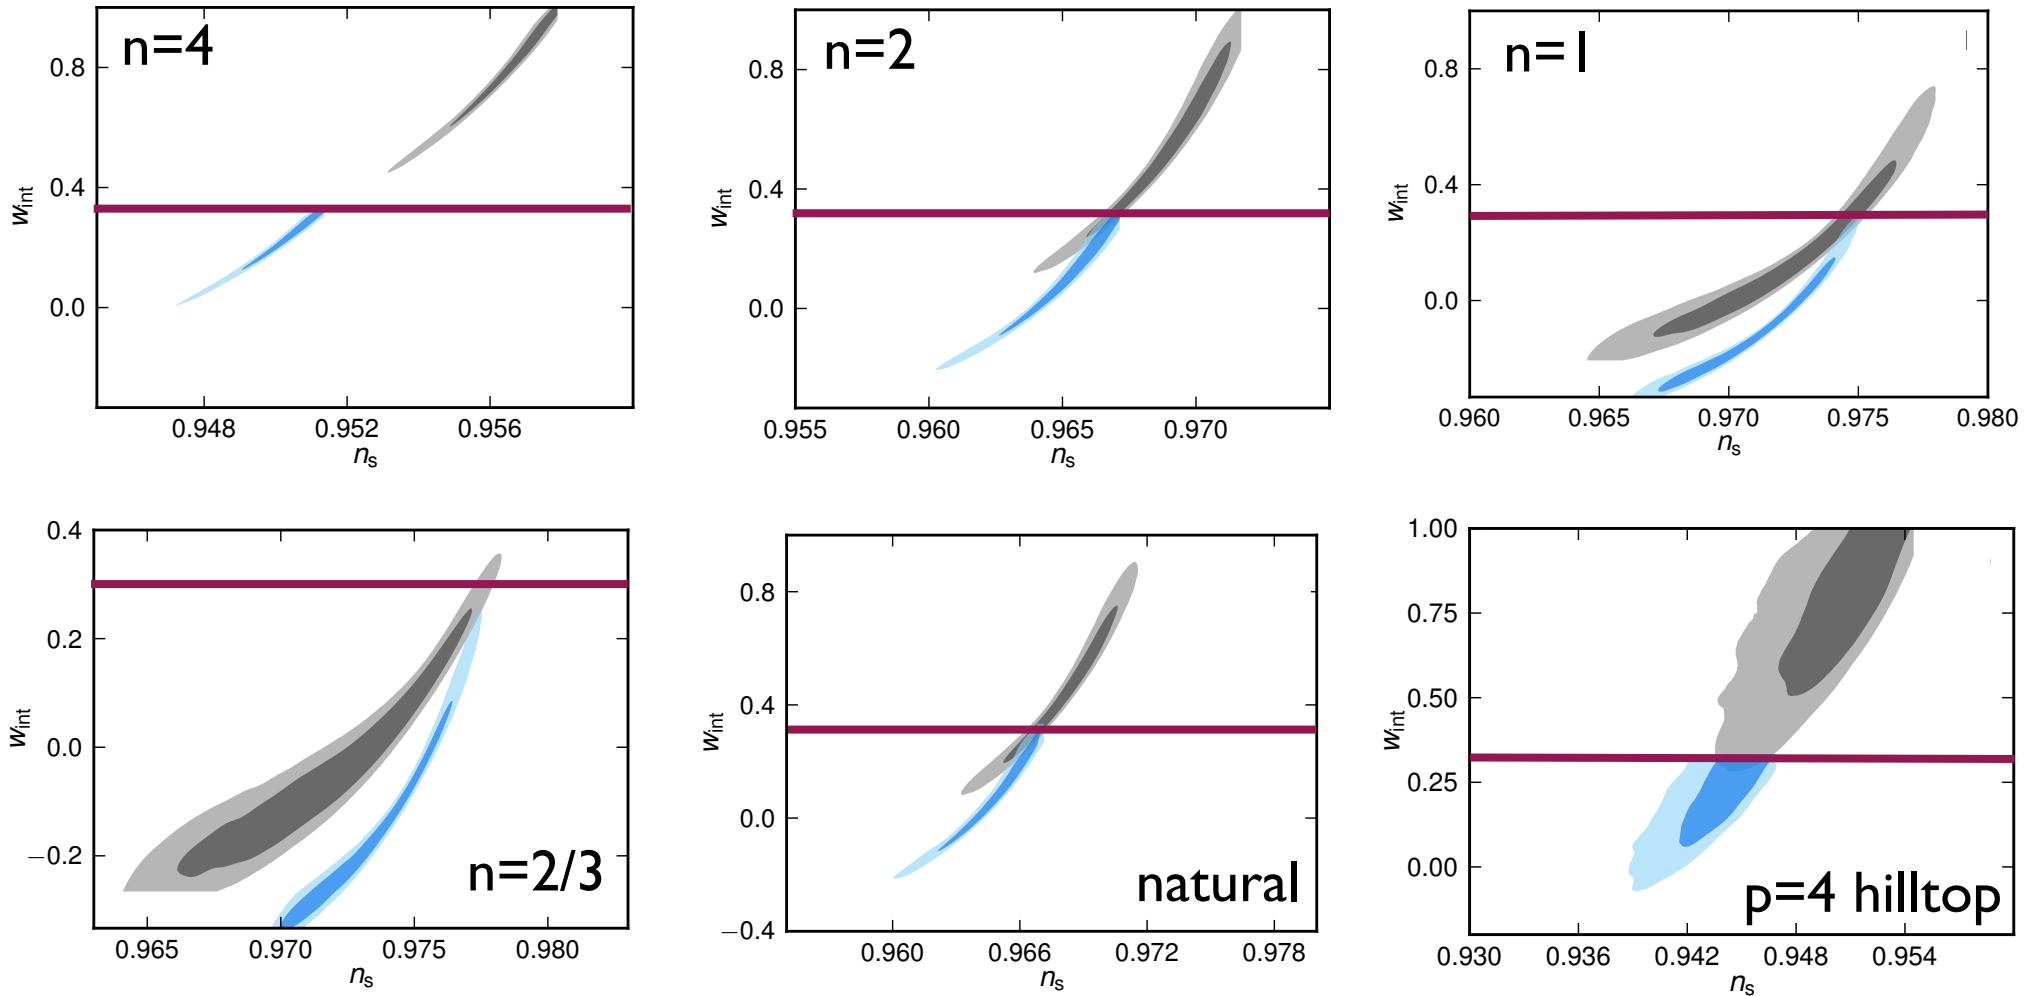 n=4
0.8
0.4
0.0
w_int
0.948 0.952 0.956
n_s
n=2
0.8
0.4
0.0
w_int
0.955 0.960 0.965 0.970
n_s
n=1
0.8
0.4
0.0
w_int
0.960 0.965 0.970 0.975 0.980
n_s
0.4
0.2
0.0
−0.2
w_int
n=2/3
0.965 0.970 0.975 0.980
n_s
0.8
0.4
0.0
−0.4
w_int
natural
0.960 0.966 0.972 0.978
n_s
1.00
0.75
0.50
0.25
0.00
w_int
p=4 hilltop
0.930 0.936 0.942 0.948 0.954
n_s